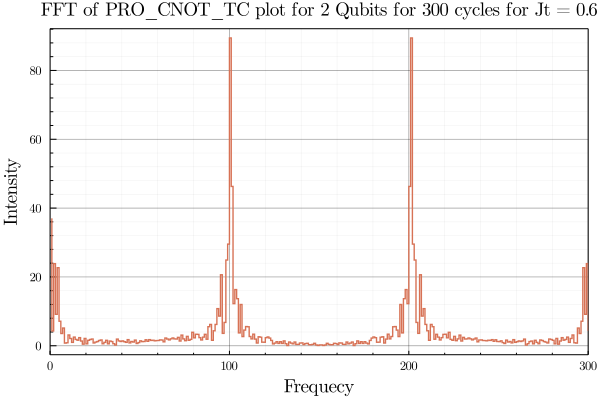 FFT of PRO_CNOT_TC plot for 2 Qubits for 300 cycles for Jt = 0.6
80
60
40
20
0
Intensity
0 100 200 300
Frequecy